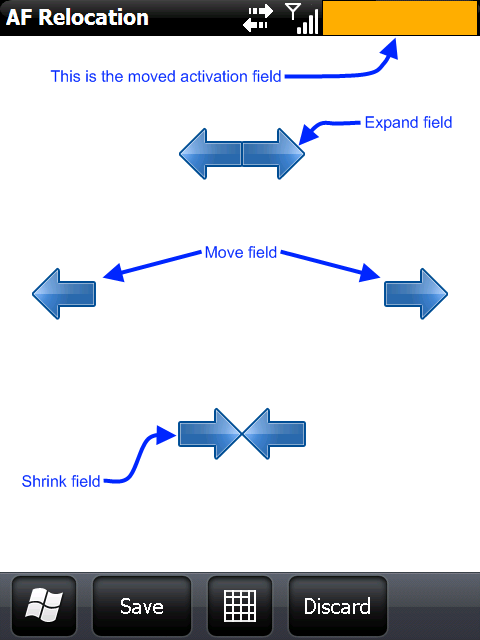 AF Relocation
This is the moved activation field
Expand field
Move field
Shrink field
Save
Discard